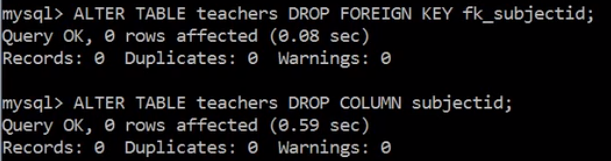 mysql> ALTER TABLE teachers DROP FOREIGN KEY fk_subjectid;
Query OK, 0 rows affected (0.08 sec)
Records: 0  Duplicates: 0  Warnings: 0
mysql> ALTER TABLE teachers DROP COLUMN subjectid;
Query OK, 0 rows affected (0.59 sec)
Records: 0  Duplicates: 0  Warnings: 0